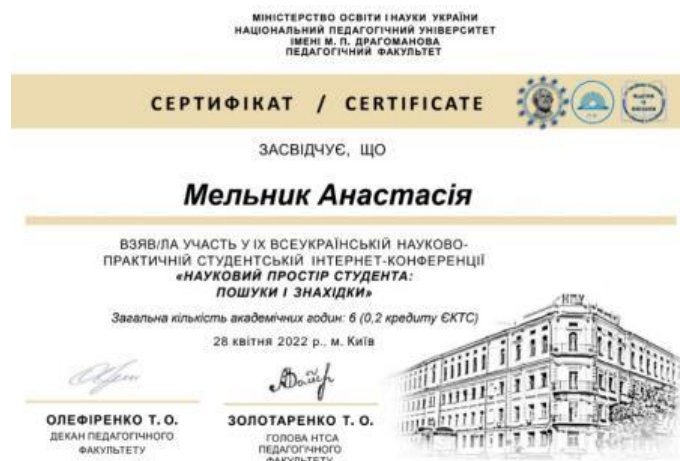 МІНІСТЕРСТВО ОСВІТИ І НАУКИ УКРАЇНИ
НАЦІОНАЛЬНИЙ ПЕДАГОГІЧНИЙ УНІВЕРСИТЕТ
ІМЕНІ М. П. ДРАГОМАНОВА
ПЕДАГОГІЧНИЙ ФАКУЛЬТЕТ
СЕРТИФІКАТ / CERTIFICATE
ЗАСВІДЧУЄ, ЩО
Мельник Анастасія
ВЗЯВ/ЛА УЧАСТЬ У ІХ ВСЕУКРАЇНСЬКІЙ НАУКОВО-
ПРАКТИЧНІЙ СТУДЕНТСЬКІЙ ІНТЕРНЕТ-КОНФЕРЕНЦІЇ
«НАУКОВИЙ ПРОСТІР СТУДЕНТА:
ПОШУКИ І ЗНАХІДКИ»
Загальна кількість академічних годин: 6 (0,2 кредиту ЄКТС)
28 квітня 2022 р., м. Київ
НПУ
ОЛЕФІРЕНКО Т. О.
ДЕКАН ПЕДАГОГІЧНОГО
ФАКУЛЬТЕТУ
ЗОЛОТАРЕНКО Т. О.
ГОЛОВА НТСА
ПЕДАГОГІЧНОГО
ФАКУЛЬТЕТУ